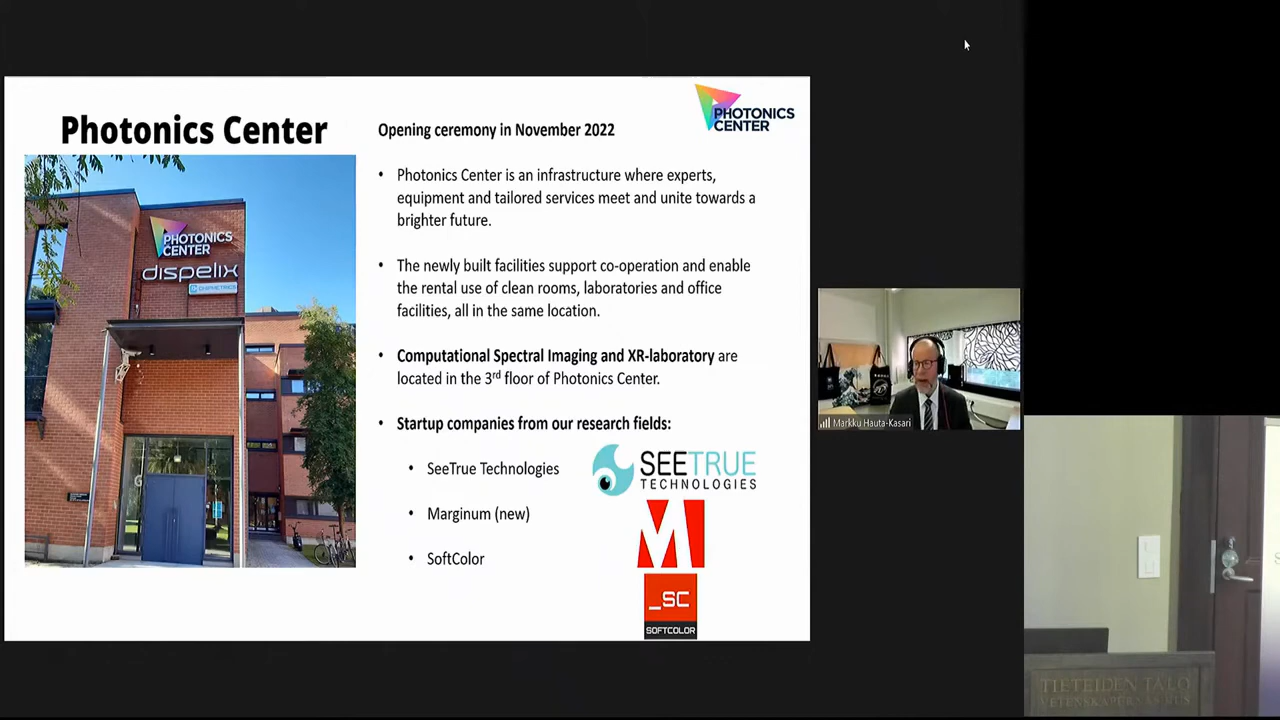 Photonics Center
PHOTONICS
CENTER
dispelix
CHIPMETRICS
Opening ceremony in November 2022
PHOTONICS
CENTER
• Photonics Center is an infrastructure where experts,
equipment and tailored services meet and unite towards a
brighter future.
• The newly built facilities support co-operation and enable
the rental use of clean rooms, laboratories and office
facilities, all in the same location.
• Computational Spectral Imaging and XR-laboratory are
located in the 3rd floor of Photonics Center.
• Startup companies from our research fields:
• SeeTrue Technologies
SEETRUE
TECHNOLOGIES
• Marginum (new)
M
• SoftColor
_SC
SOFTCOLOR
Markku Hauta-Kasari
TIETEIDEN TALO
VETENSKAPERNAS HUS